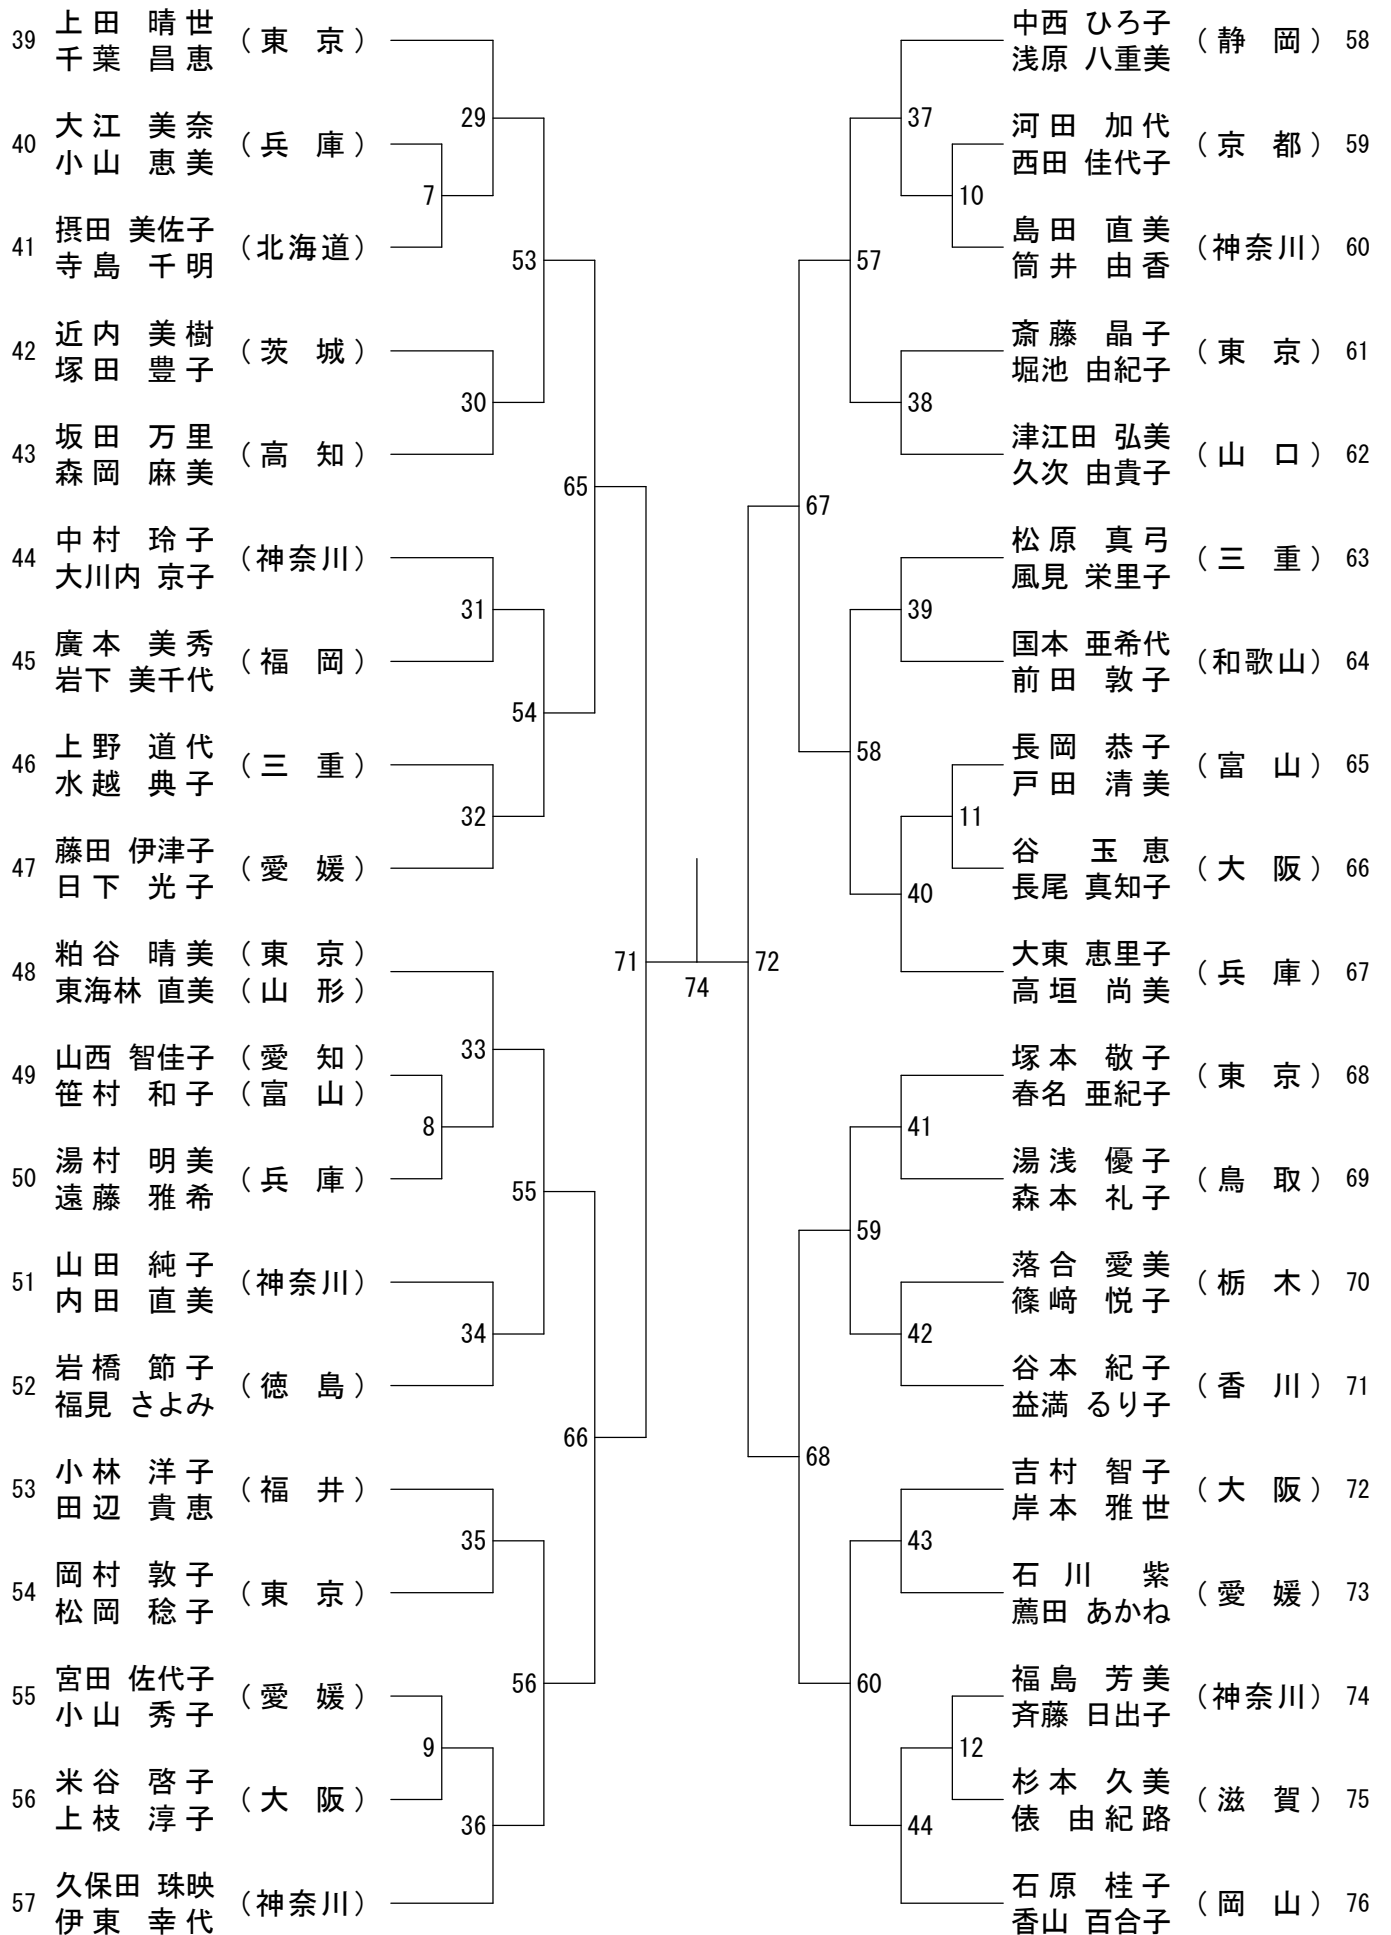 39 上田 晴世 (東 京)
千葉 昌恵
40 大江 美奈 (兵 庫)
小山 恵美
41 摂田 美佐子 (北海道)
寺島 千明
42 近内 美樹 (茨 城)
塚田 豊子
43 坂田 万里 (高 知)
森岡 麻美
44 中村 玲子 (神奈川)
大川内 京子
45 廣本 美秀 (福 岡)
岩下 美千代
46 上野 道代 (三 重)
水越 典子
47 藤田 伊津子 (愛 媛)
日下 光子
48 粕谷 晴美 (東 京)
東海林 直美 (山 形)
49 山西 智佳子 (愛 知)
笹村 和子 (富 山)
50 湯村 明美 (兵 庫)
遠藤 雅希
51 山田 純子 (神奈川)
内田 直美
52 岩橋 節子 (徳 島)
福見 さよみ
53 小林 洋子 (福 井)
田辺 貴恵
54 岡村 敦子 (東 京)
松岡 稔子
55 宮田 佐代子 (愛 媛)
小山 秀子
56 米谷 啓子 (大 阪)
上枝 淳子
57 久保田 珠映 (神奈川)
伊東 幸代
29
7
53
30
65
31
54
32
71
33
8
55
34
66
35
56
9
36
74
72
37
10
57
38
67
39
58
11
40
41
59
42
68
43
60
12
44
中西 ひろ子 (静 岡) 58
浅原 八重美
河田 加代 (京 都) 59
西田 佳代子
島田 直美 (神奈川) 60
筒井 由香
斎藤 晶子 (東 京) 61
堀池 由紀子
津江田 弘美 (山 口) 62
久次 由貴子
松原 真弓 (三 重) 63
風見 栄里子
国本 亜希代 (和歌山) 64
前田 敦子
長岡 恭子 (富 山) 65
戸田 清美
谷 玉恵 (大 阪) 66
長尾 真知子
大東 恵里子 (兵 庫) 67
高垣 尚美
塚本 敬子 (東 京) 68
春名 亜紀子
湯浅 優子 (鳥 取) 69
森本 礼子
落合 愛美 (栃 木) 70
篠﨑 悦子
谷本 紀子 (香 川) 71
益満 るり子
吉村 智子 (大 阪) 72
岸本 雅世
石川 紫 (愛 媛) 73
薦田 あかね
福島 芳美 (神奈川) 74
斉藤 日出子
杉本 久美 (滋 賀) 75
俵 由紀路
石原 桂子 (岡 山) 76
香山 百合子